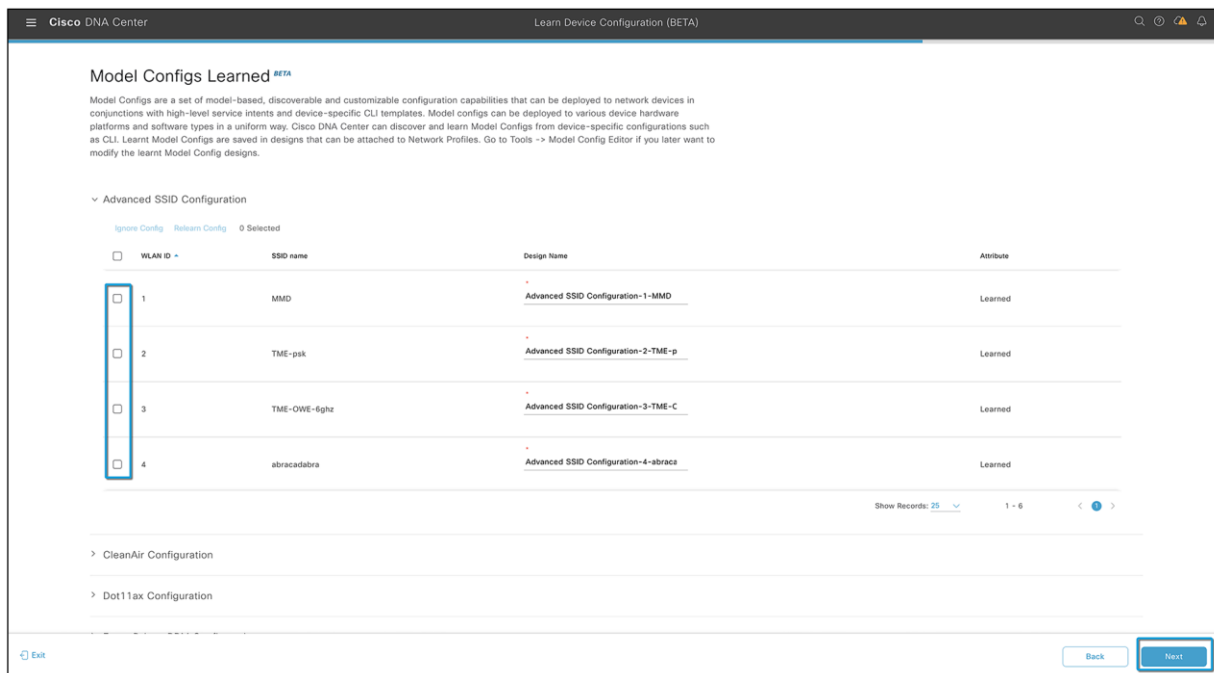 Cisco DNA Center
Learn Device Configuration (BETA)
Model Configs Learned BETA
Model Configs are a set of model-based, discoverable and customizable configuration capabilities that can be deployed to network devices in
conjunctions with high-level service intents and device-specific CLI templates. Model configs can be deployed to various device hardware
platforms and software types in a uniform way. Cisco DNA Center can discover and learn Model Configs from device-specific configurations such
as CLI. Learnt Model Configs are saved in designs that can be attached to Network Profiles. Go to Tools -> Model Config Editor if you later want to
modify the learnt Model Config designs.
Advanced SSID Configuration
Ignore Config Relearn Config 0 Selected
WLAN ID SSID name Design Name Attribute
*
1 MMD Advanced SSID Configuration-1-MMD Learned
*
2 TME-psk Advanced SSID Configuration-2-TME-p Learned
*
3 TME-OWE-6ghz Advanced SSID Configuration-3-TME-C Learned
*
4 abracadabra Advanced SSID Configuration-4-abraca Learned
Show Records: 25 1 - 6 < 1 >
> CleanAir Configuration
> Dot11ax Configuration
Exit Back Next